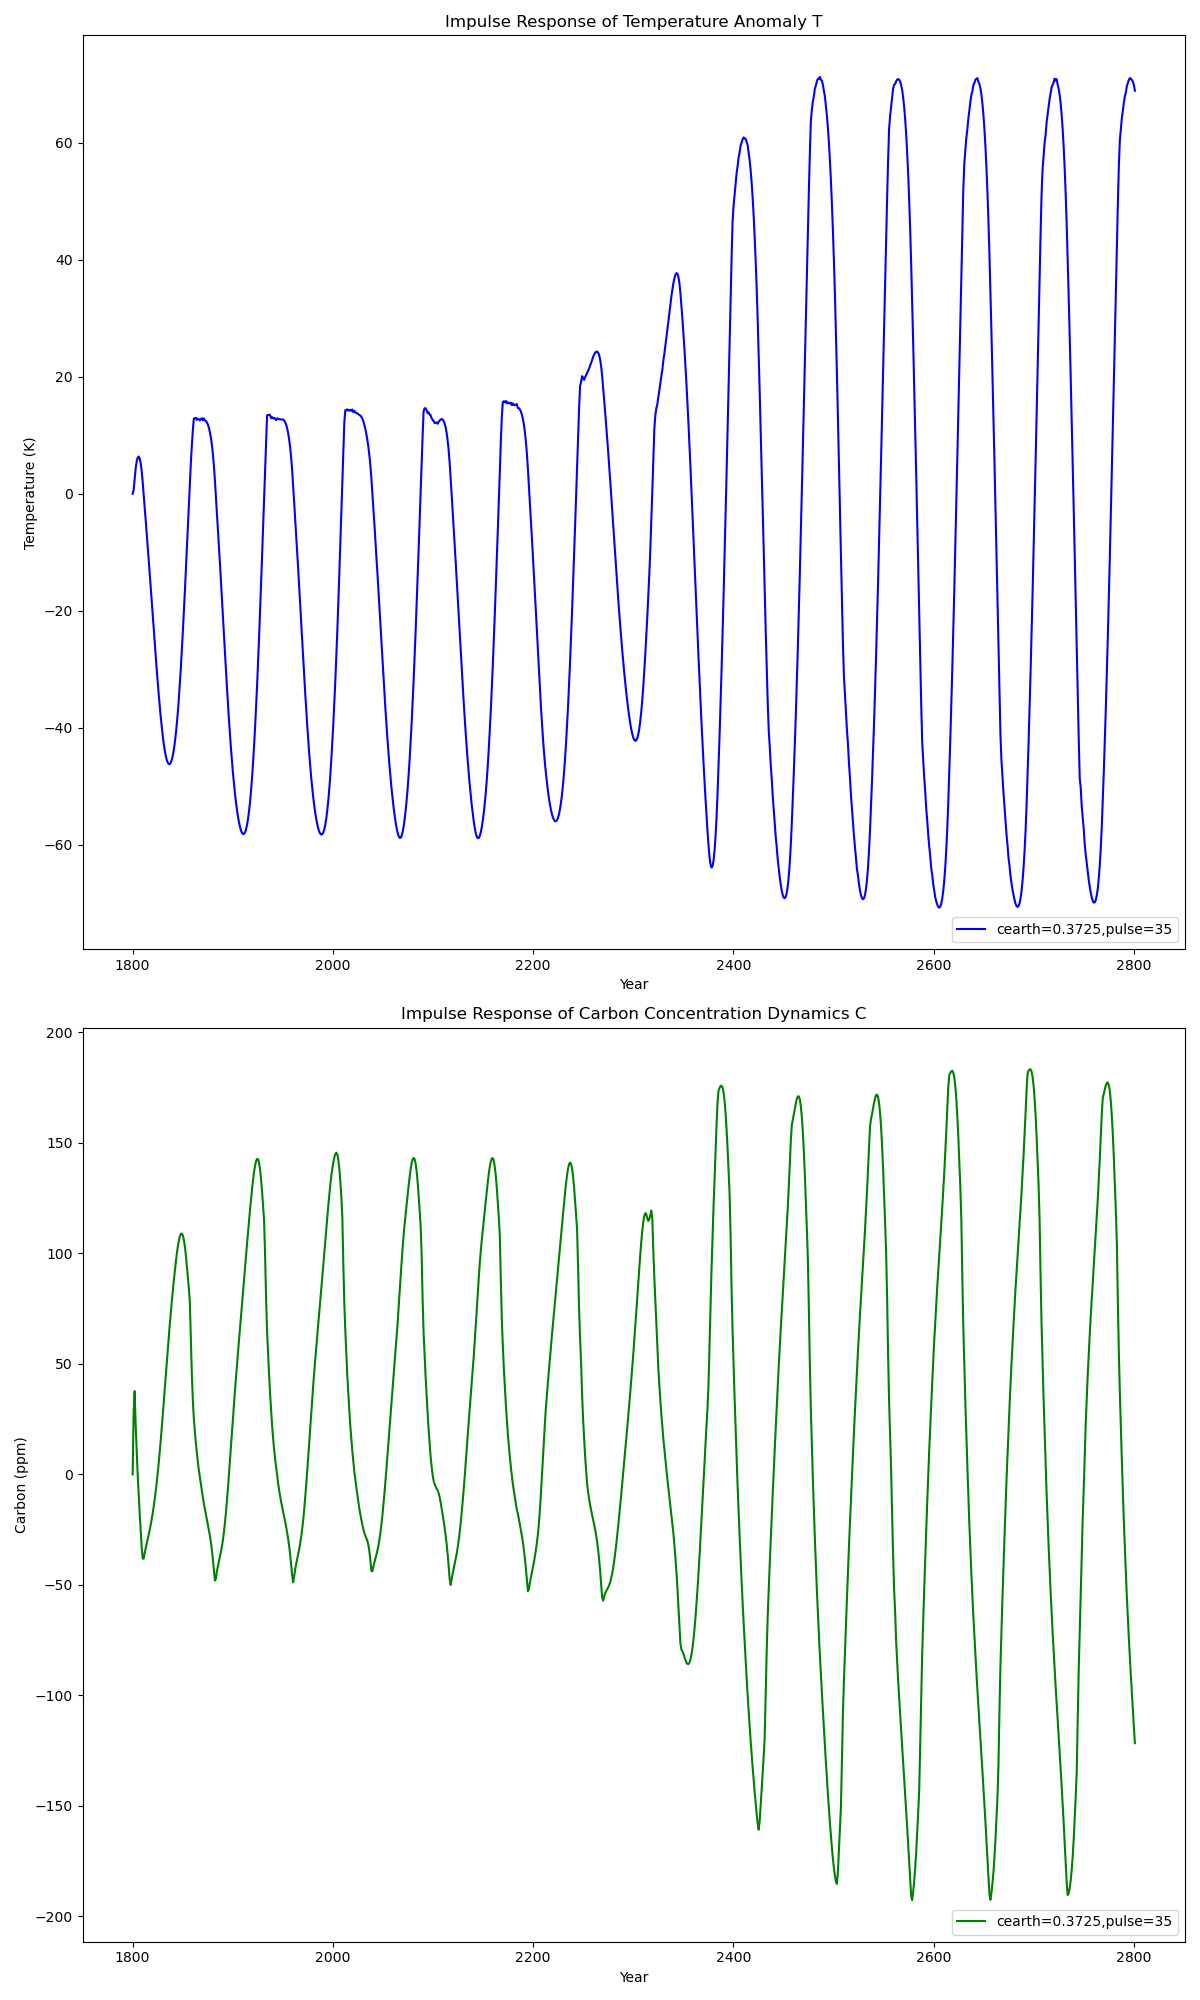 Impulse Response of Temperature Anomaly T
Temperature (K)
60
40
20
0
−20
−40
−60
cearth=0.3725,pulse=35
1800 2000 2200 2400 2600 2800
Year
Impulse Response of Carbon Concentration Dynamics C
Carbon (ppm)
200
150
100
50
0
−50
−100
−150
−200
cearth=0.3725,pulse=35
1800 2000 2200 2400 2600 2800
Year